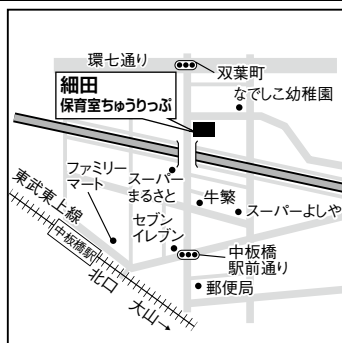 環七通り
双葉町
細田
保育室ちゅうりっぷ
なでしこ幼稚園
ファミリー
マート
スーパー
まるさと
牛繁
スーパーよしや
セブン
イレブン
東武東上線
中板橋駅
中板橋
駅前通り
北口
郵便局
大山→